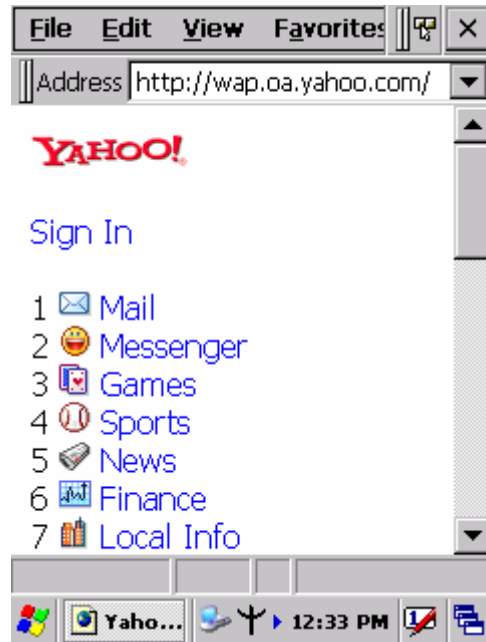 File Edit View Favorites
Address http://wap.oa.yahoo.com/
YAHOO!
Sign In
1 Mail
2 Messenger
3 Games
4 Sports
5 News
6 Finance
7 Local Info
Yaho... 12:33 PM